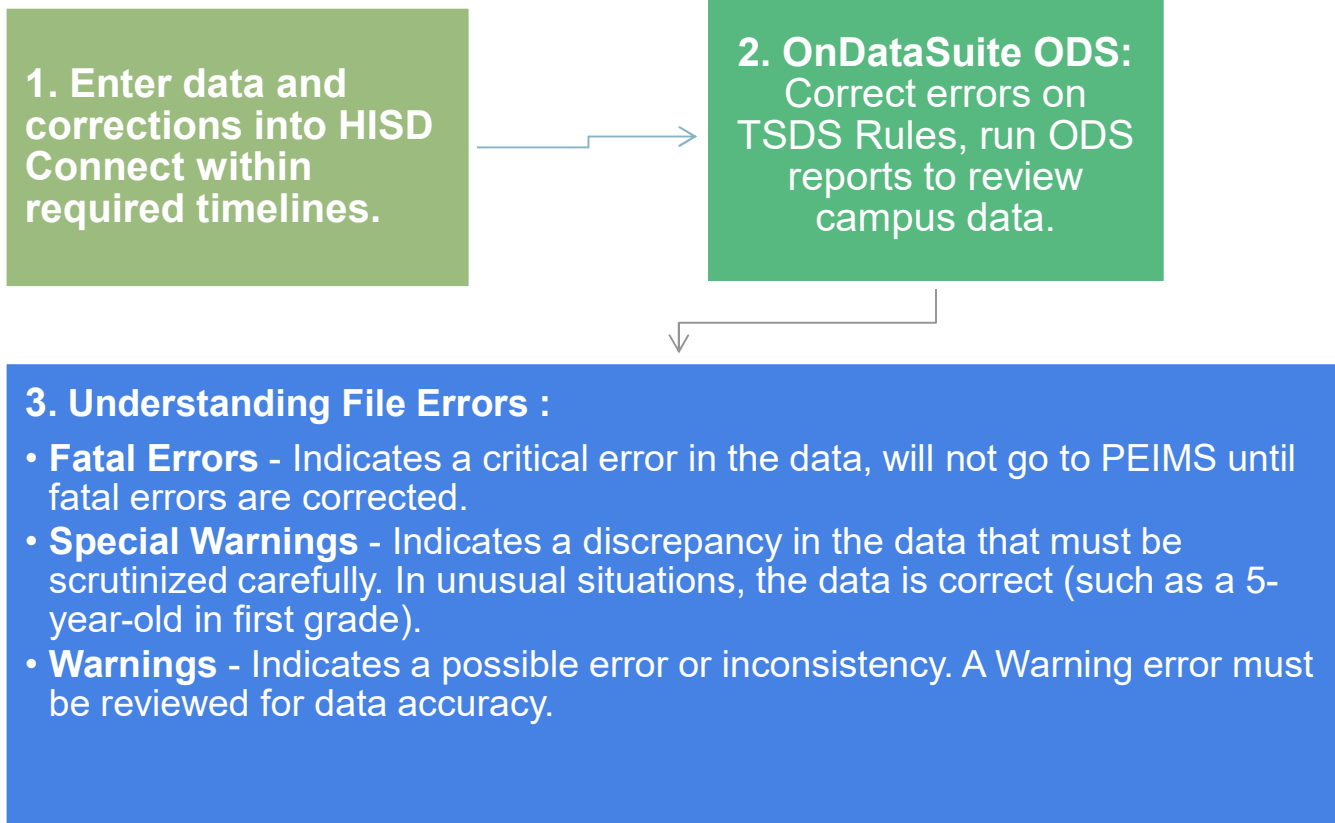 1. Enter data and
corrections into HISD
Connect within
required timelines.
2. OnDataSuite ODS:
Correct errors on
TSDS Rules, run ODS
reports to review
campus data.
3. Understanding File Errors :
• Fatal Errors - Indicates a critical error in the data, will not go to PEIMS until
fatal errors are corrected.
• Special Warnings - Indicates a discrepancy in the data that must be
scrutinized carefully. In unusual situations, the data is correct (such as a 5-
year-old in first grade).
• Warnings - Indicates a possible error or inconsistency. A Warning error must
be reviewed for data accuracy.